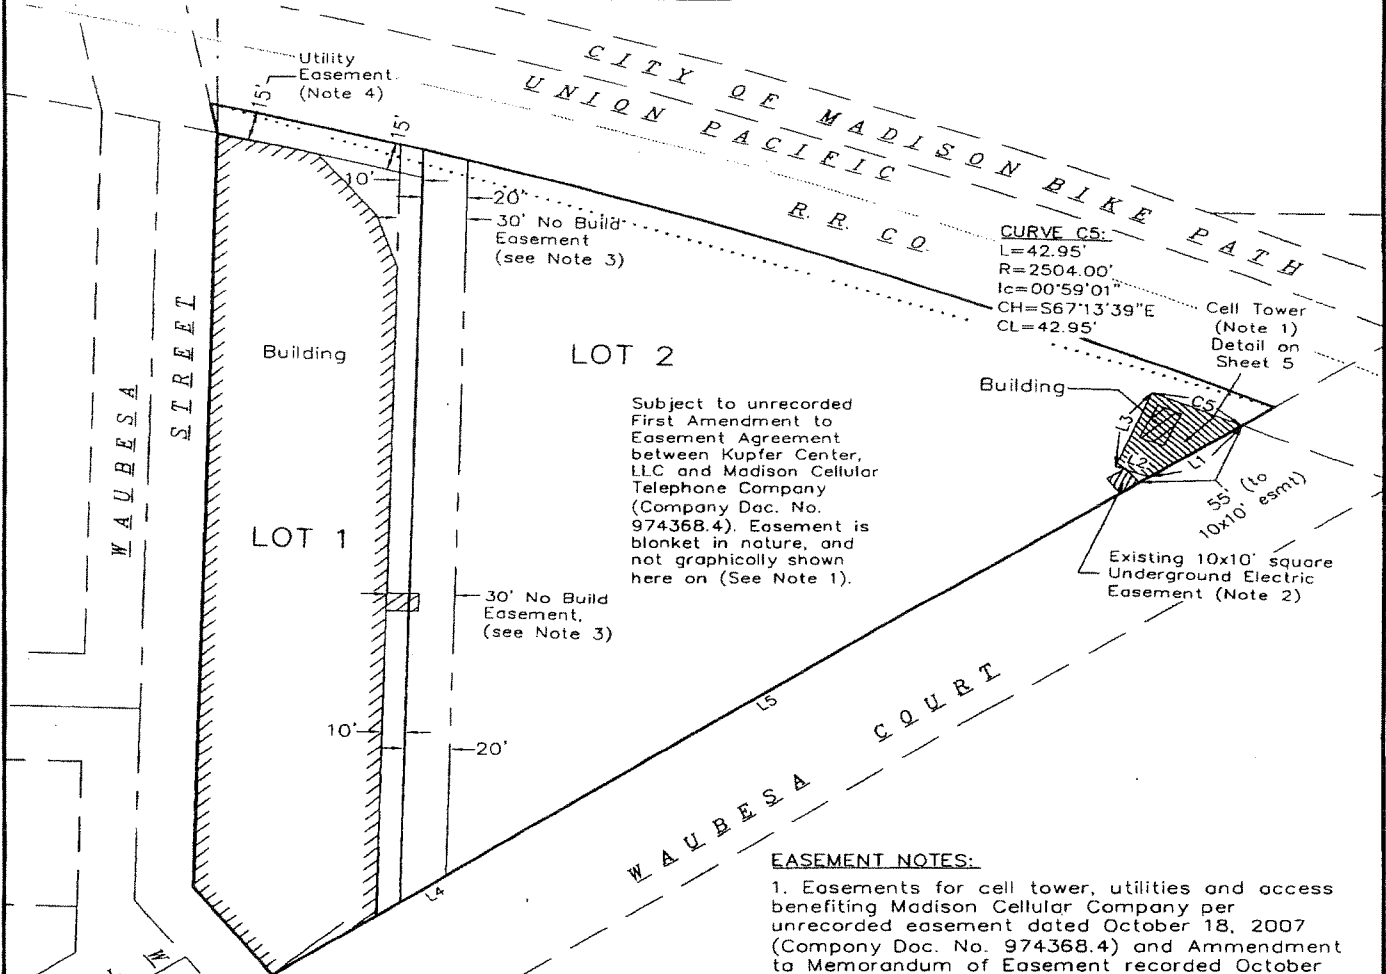 CITY OF MADISON BIKE PATH
UNION PACIFIC
R. R. CO.
Utility
Easement
(Note 4)
15'
15'
10'
20'
30' No Build
Easement
(see Note 3)
CURVE C5:
L=42.95'
R=2504.00'
Ic=00°59'01"
CH=S67°13'39"E
CL=42.95'
Cell Tower
(Note 1)
Detail on
Sheet 5
Building
C5
L3
EL2
L1
55' (to
10x10' esmt)
Existing 10x10' square
Underground Electric
Easement (Note 2)
WAUBESA
STREET
Building
LOT 1
LOT 2
Subject to unrecorded
First Amendment to
Easement Agreement
between Kupfer Center,
LLC and Madison Cellular
Telephone Company
(Company Doc. No.
974368.4). Easement is
blanket in nature, and
not graphically shown
here on (See Note 1).
30' No Build
Easement,
(see Note 3)
10'
20'
L5
L4
WAUBESA COURT
W
EASEMENT NOTES:
1. Easements for cell tower, utilities and access
benefiting Madison Cellular Company per
unrecorded easement dated October 18, 2007
(Company Doc. No. 974368.4) and Ammendment
to Memorandum of Easement recorded October